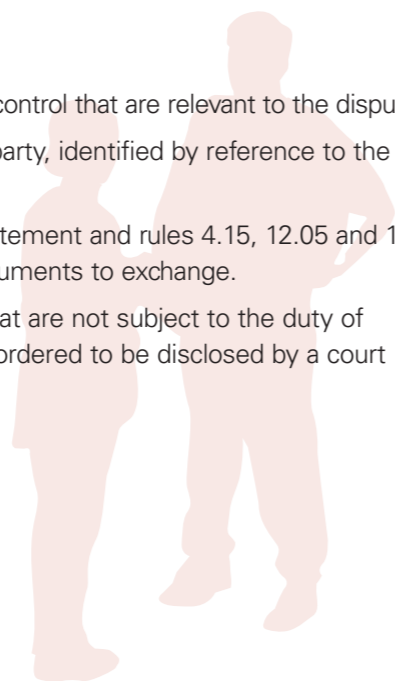 control that are relevant to the dispu
party, identified by reference to the
tement and rules 4.15, 12.05 and 1
uments to exchange.
at are not subject to the duty of
ordered to be disclosed by a court